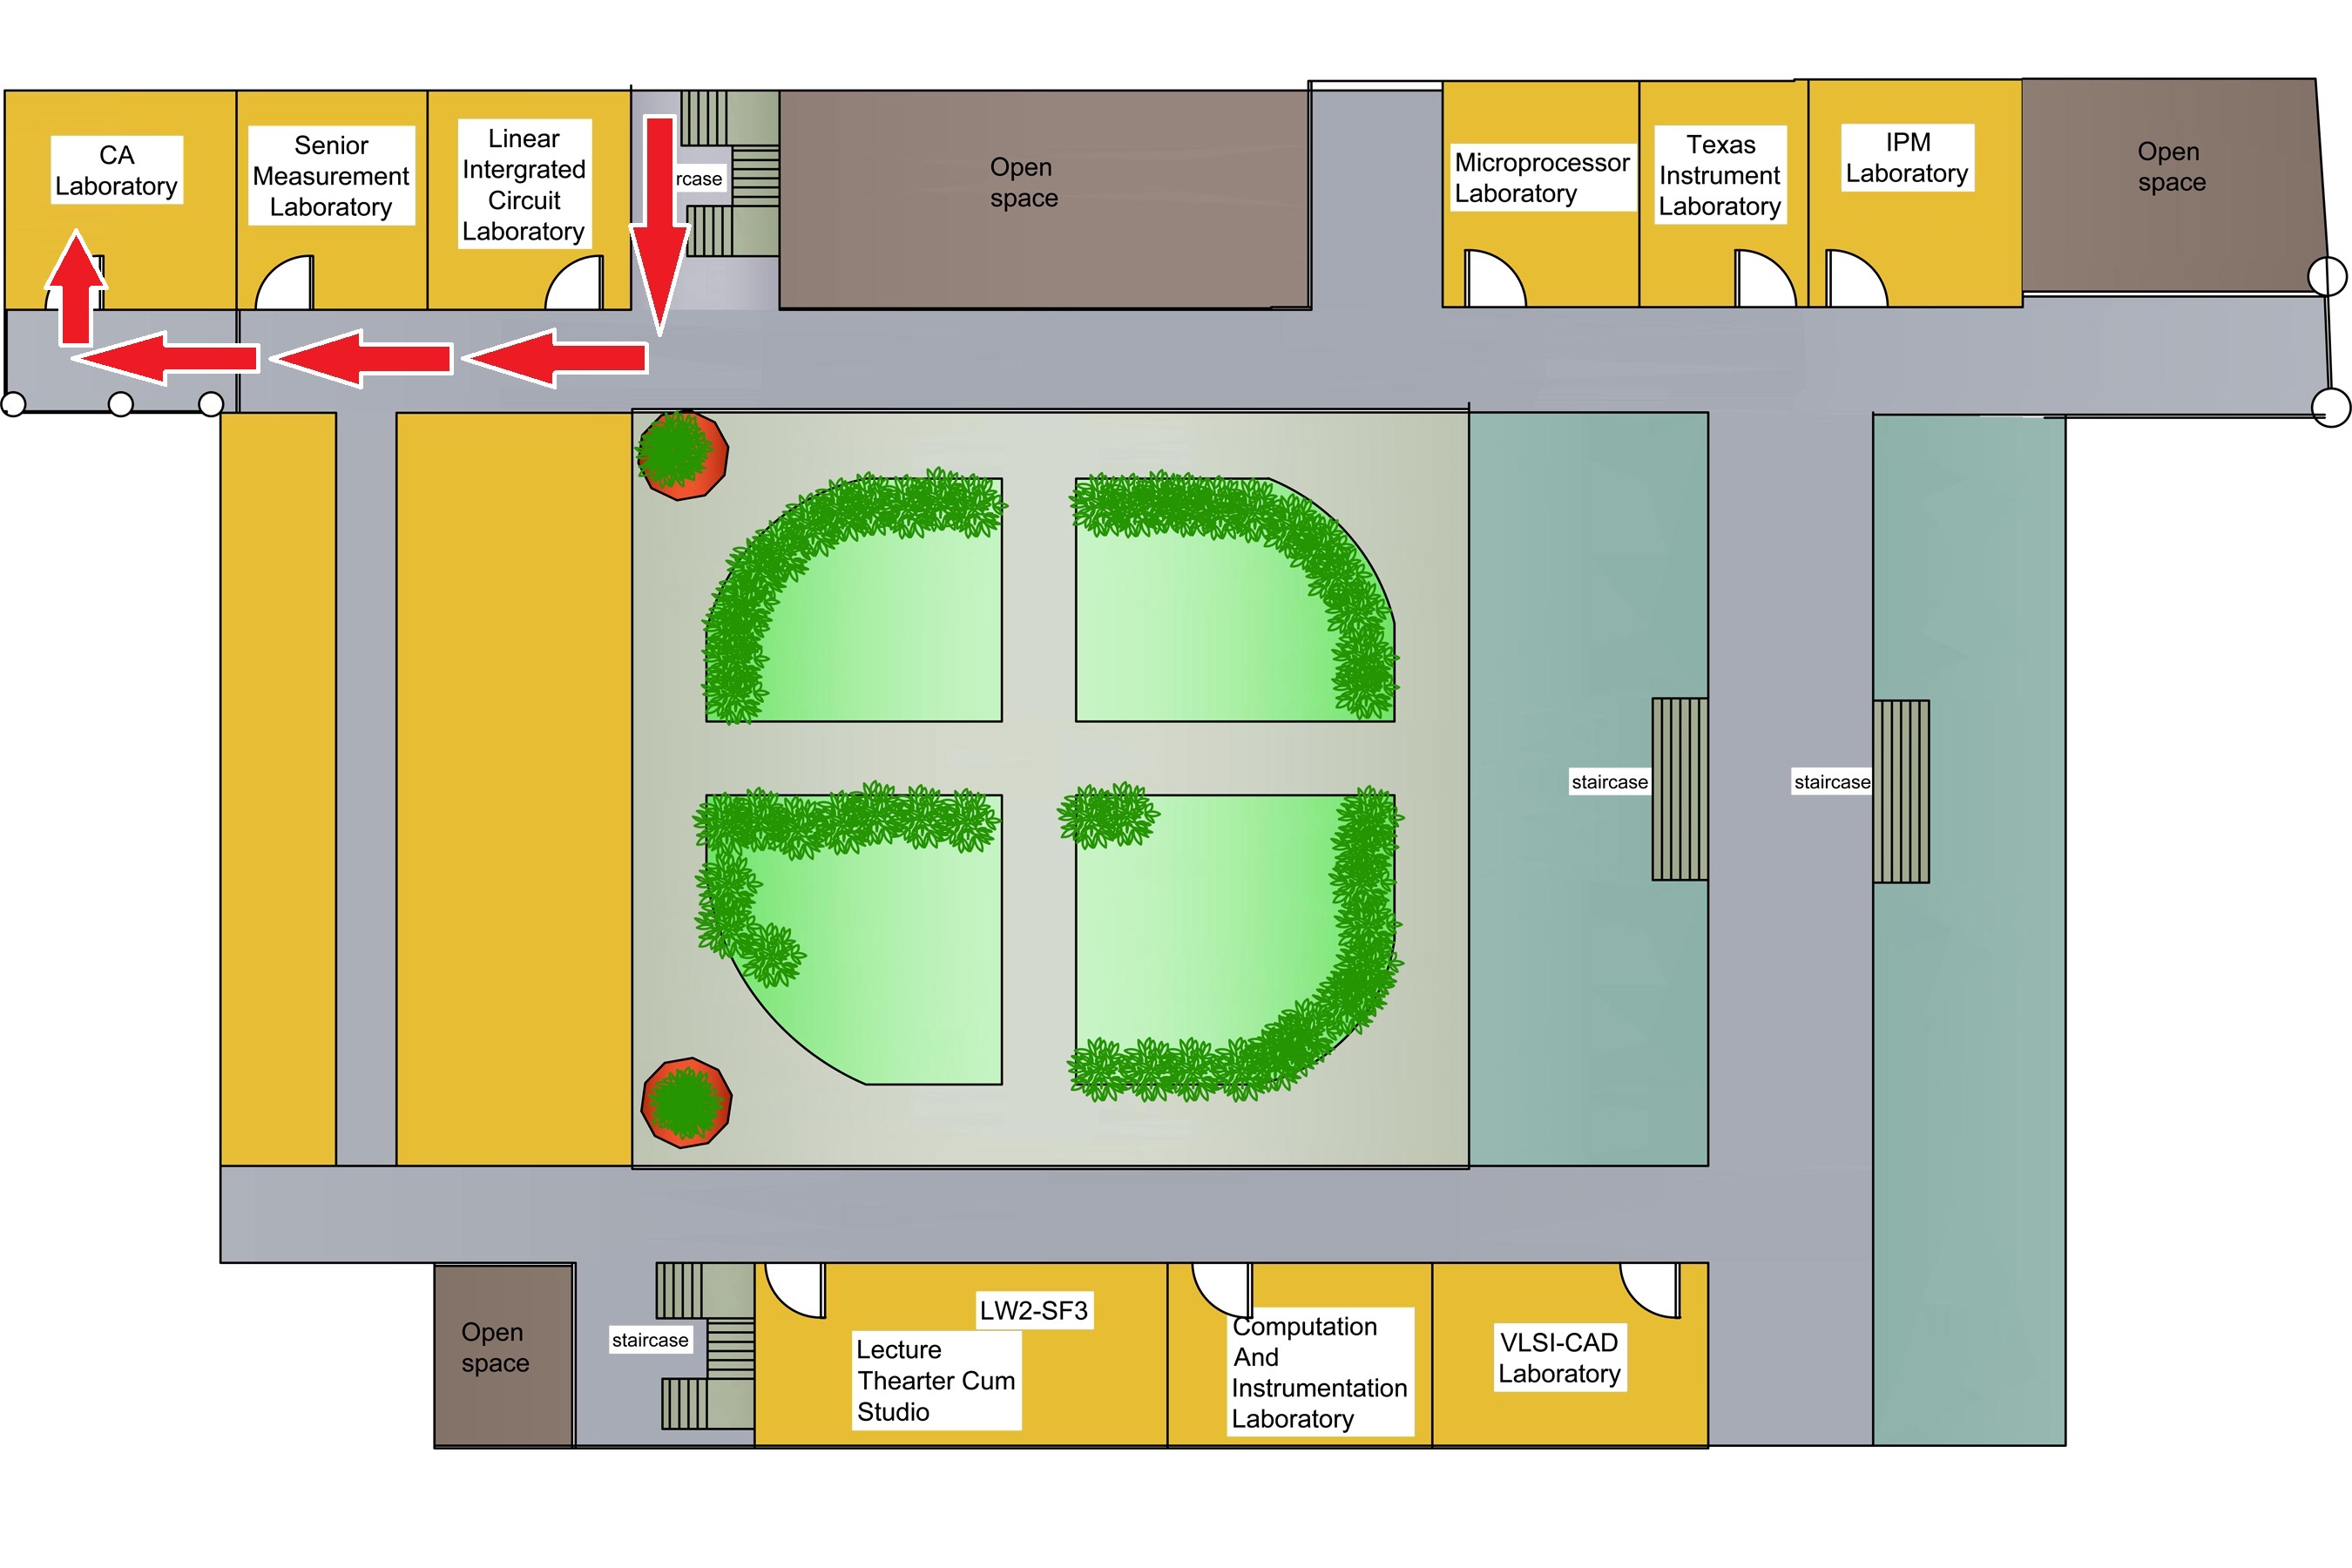 CA
Laboratory
Senior
Measurement
Laboratory
Linear
Intergrated
Circuit
Laboratory
rcase
Open
space
Microprocessor
Laboratory
Texas
Instrument
Laboratory
IPM
Laboratory
Open
space
staircase
staircase
Open
space
staircase
LW2-SF3
Lecture
Thearter Cum
Studio
Computation
And
Instrumentation
Laboratory
VLSI-CAD
Laboratory